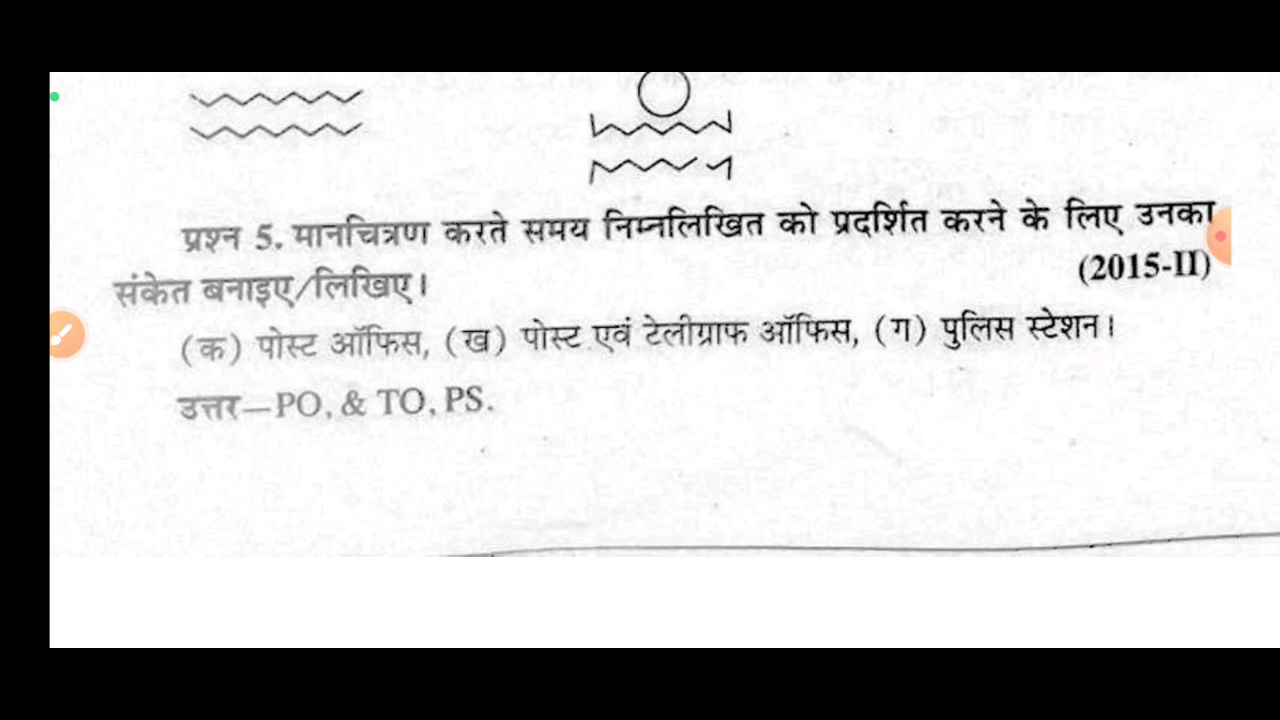 प्रश्न 5. मानचित्रण करते समय निम्नलिखित को प्रदर्शित करने के लिए उनका
संकेत बनाइए/लिखिए। (2015-II)
(क) पोस्ट ऑफिस, (ख) पोस्ट एवं टेलीग्राफ ऑफिस, (ग) पुलिस स्टेशन।
उत्तर—PO, & TO, PS.